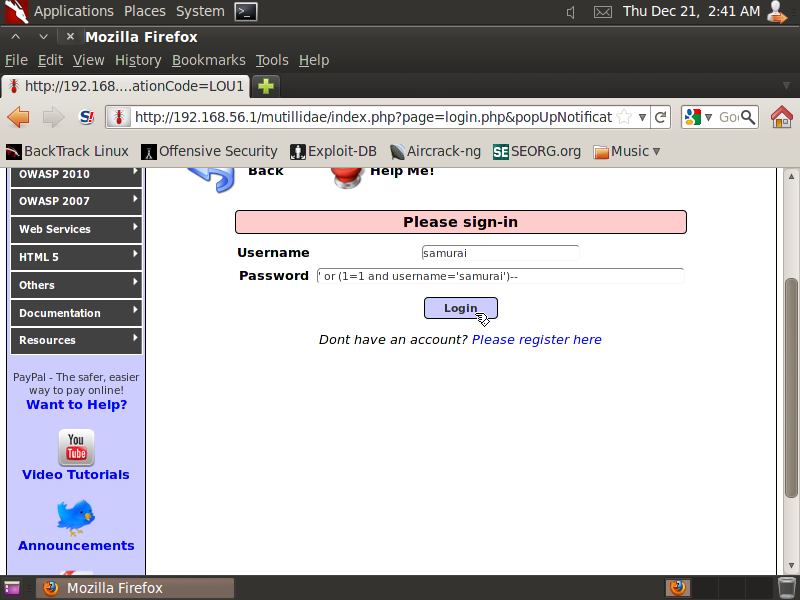 Applications Places System Thu Dec 21, 2:41 AM
Mozilla Firefox
File Edit View History Bookmarks Tools Help
http://192.168....ationCode=LOU1
S! http://192.168.56.1/mutillidae/index.php?page=login.php&popUpNotificat Goo
BackTrack Linux Offensive Security Exploit-DB Aircrack-ng SE SEORG.org Music
OWASP 2010
Back Help Me!
OWASP 2007
Web Services
HTML 5
Others
Documentation
Resources
Please sign-in
Username samurai
Password ' or (1=1 and username='samurai')--
Login
Dont have an account? Please register here
PayPal - The safer, easier
way to pay online!
Want to Help?
You
Tube
Video Tutorials
Announcements
Mozilla Firefox